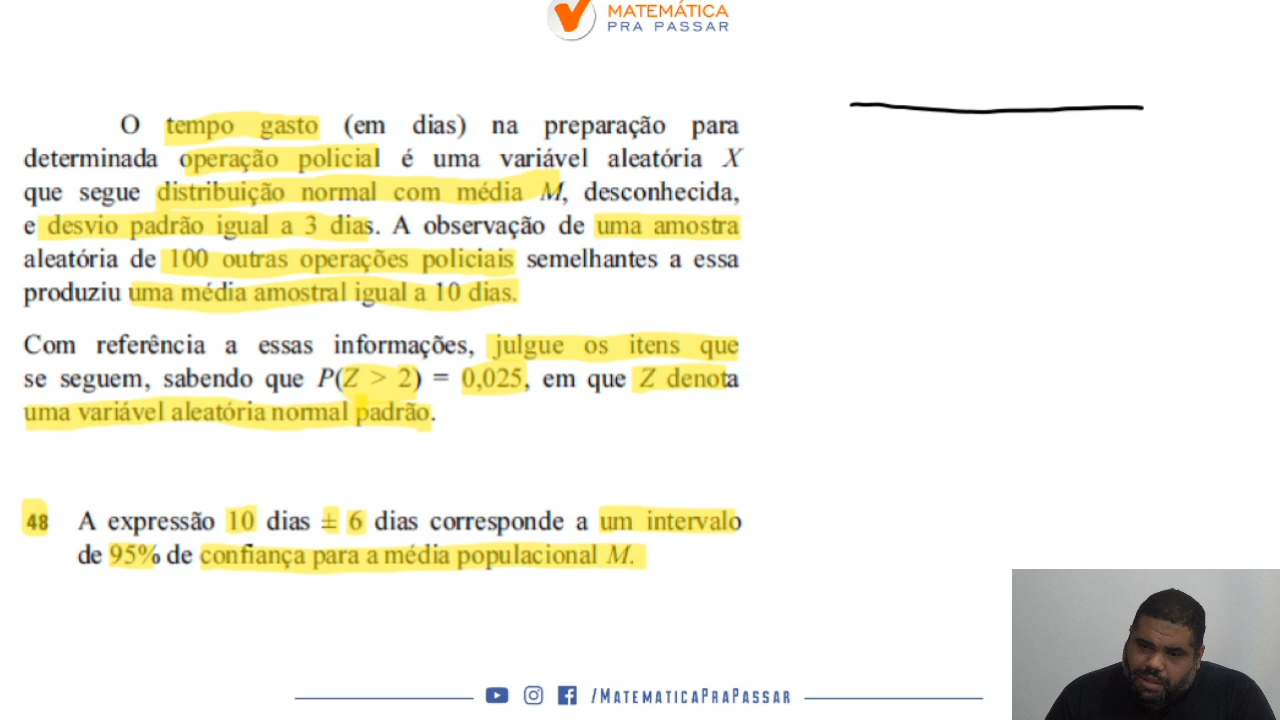 MATEMÁTICA
PRA PASSAR
O tempo gasto (em dias) na preparação para
determinada operação policial é uma variável aleatória X
que segue distribuição normal com média M, desconhecida,
e desvio padrão igual a 3 dias. A observação de uma amostra
aleatória de 100 outras operações policiais semelhantes a essa
produziu uma média amostral igual a 10 dias.
Com referência a essas informações, julgue os itens que
se seguem, sabendo que P(Z > 2) = 0,025, em que Z denota
uma variável aleatória normal padrão.
48 A expressão 10 dias ± 6 dias corresponde a um intervalo
de 95% de confiança para a média populacional M.
/MATEMATICAPRAPASSAR